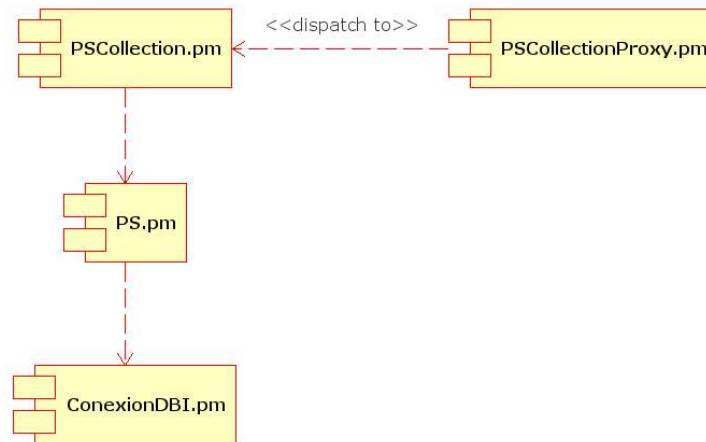 <<dispatch to>>
PSCollection.pm
PSCollectionProxy.pm
PS.pm
ConexionDBI.pm